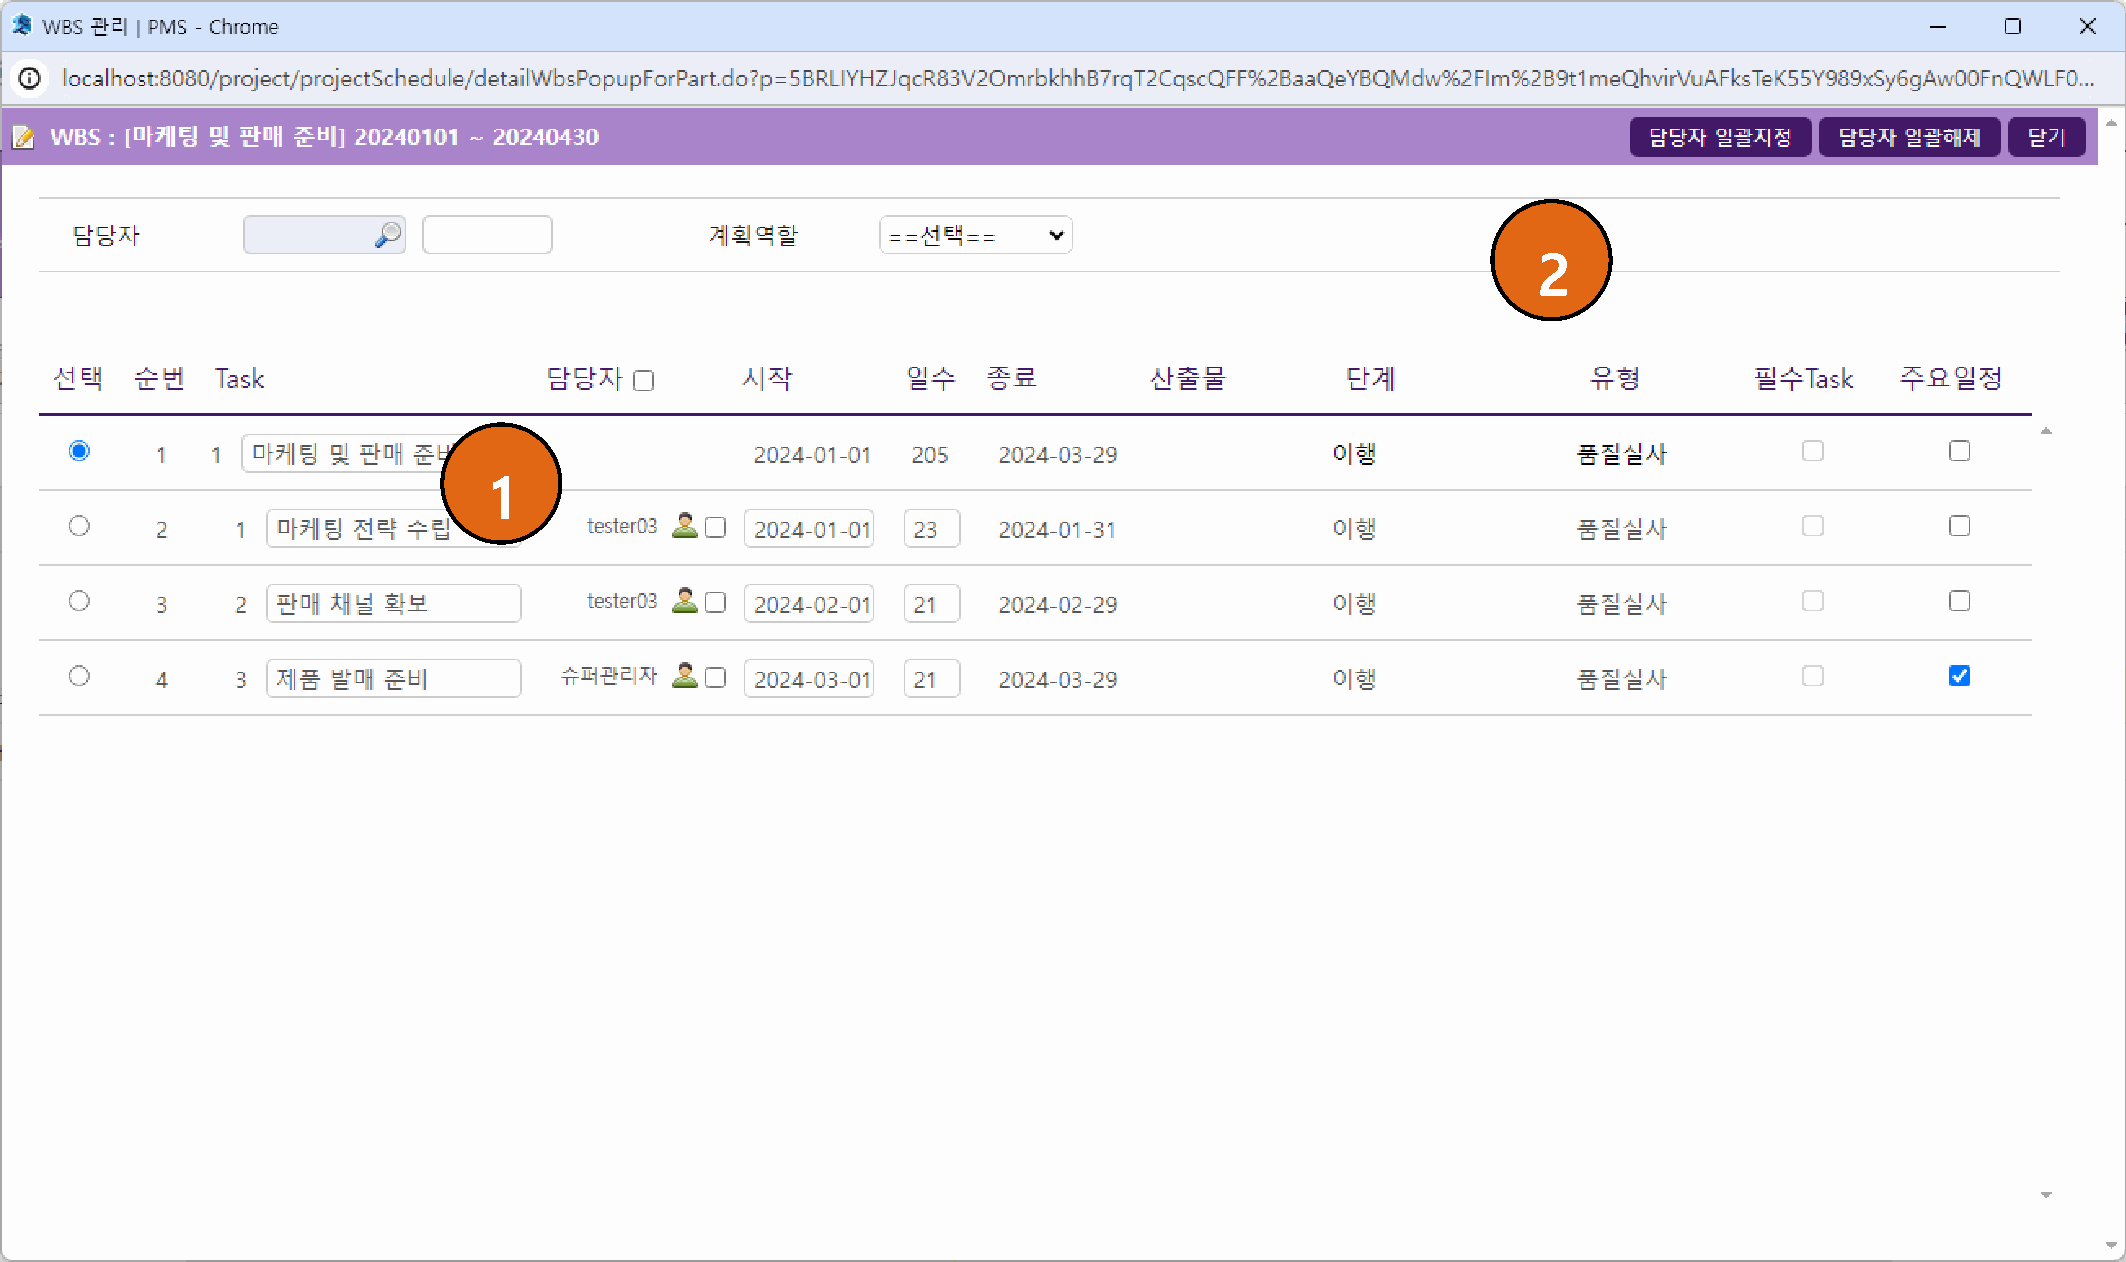 WBS 관리 | PMS - Chrome
localhost:8080/project/projectSchedule/detailWbsPopupForPart.do?p=5BRLIYHZJqcR83V2OmrbkhhB7rqT2CqscQFF%2BaaQeYBQMdw%2FIm%2B9t1meQhvirVuAFksTeK55Y989xSy6gAw00FnQWLF0...
WBS : [마케팅 및 판매 준비] 20240101 ~ 20240430 담당자 일괄지정 담당자 일괄해제 닫기
담당자 계획역할 ==선택==
2
선택 순번 Task 담당자 시작 일수 종료 산출물 단계 유형 필수Task 주요일정
1 1 마케팅 및 판매 준비 2024-01-01 205 2024-03-29 이행 품질실사
1
2 1 마케팅 전략 수립 tester03 2024-01-01 23 2024-01-31 이행 품질실사
3 2 판매 채널 확보 tester03 2024-02-01 21 2024-02-29 이행 품질실사
4 3 제품 발매 준비 슈퍼관리자 2024-03-01 21 2024-03-29 이행 품질실사